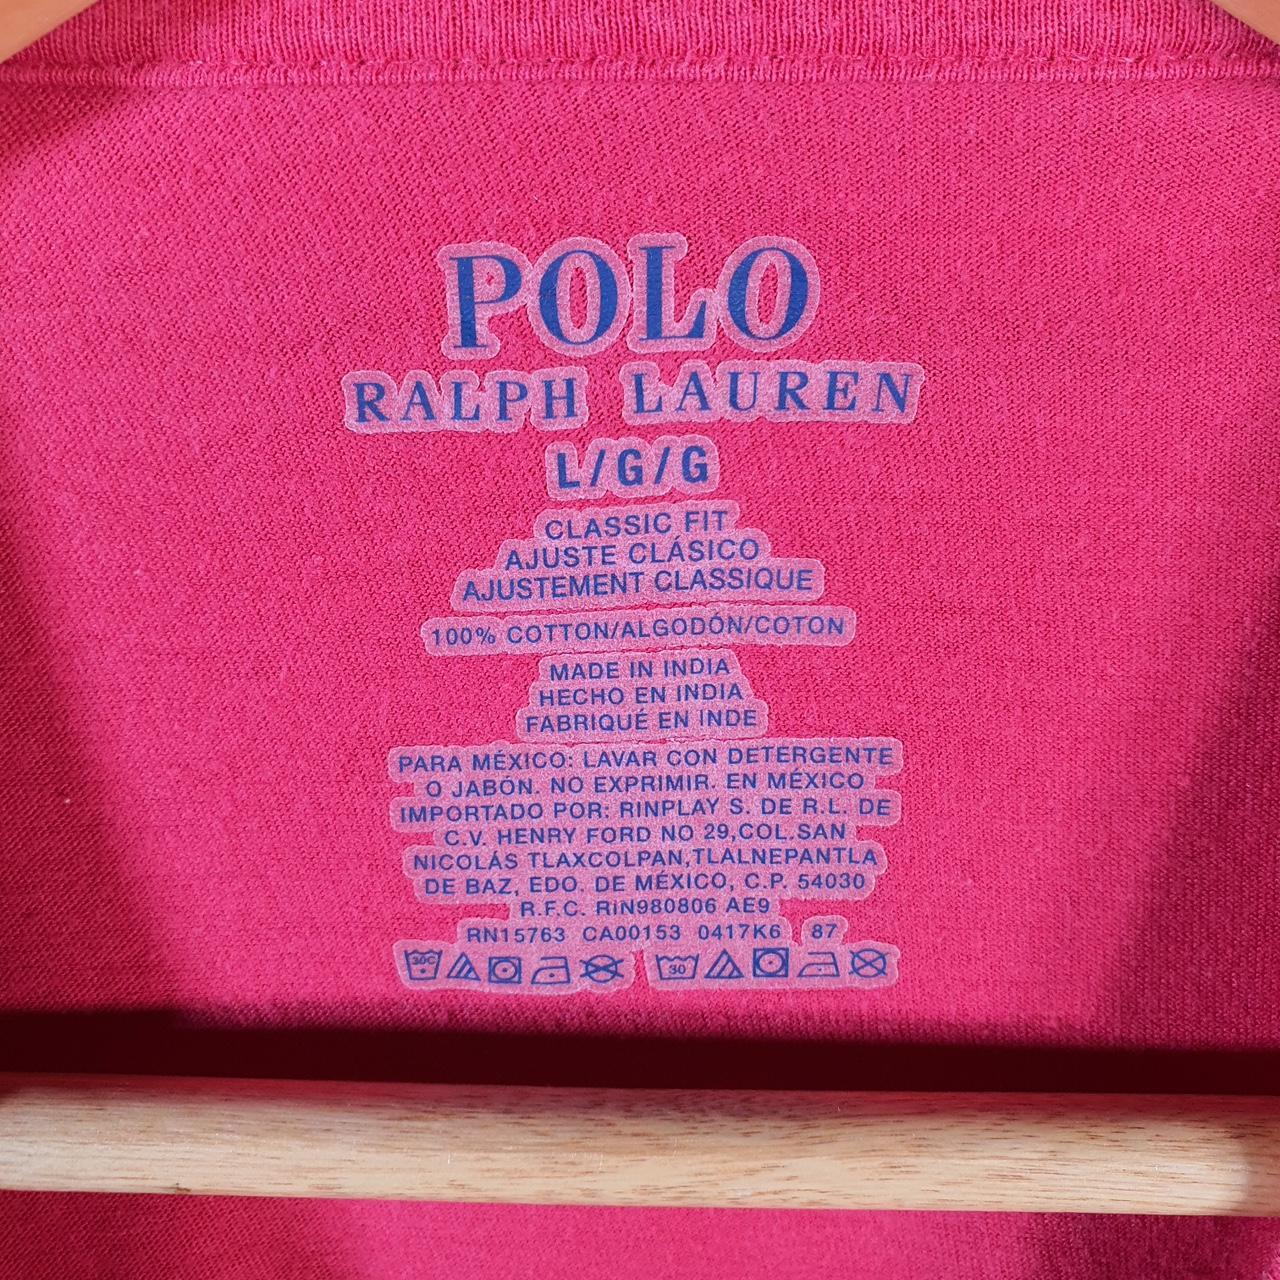 POLO
RALPH LAUREN
L/G/G
CLASSIC FIT
AJUSTE CLÁSICO
AJUSTEMENT CLASSIQUE
100% COTTON/ALGODÓN/COTON
MADE IN INDIA
HECHO EN INDIA
FABRIQUÉ EN INDE
PARA MÉXICO: LAVAR CON DETERGENTE
O JABÓN. NO EXPRIMIR. EN MÉXICO
IMPORTADO POR: RINPLAY S. DE R.L. DE
C.V. HENRY FORD NO 29,COL.SAN
NICOLÁS TLAXCOLPAN,TLALNEPANTLA
DE BAZ, EDO. DE MÉXICO, C.P. 54030
R.F.C. RIN980806 AE9
RN15763 CA00153 0417K6 87
30C 30